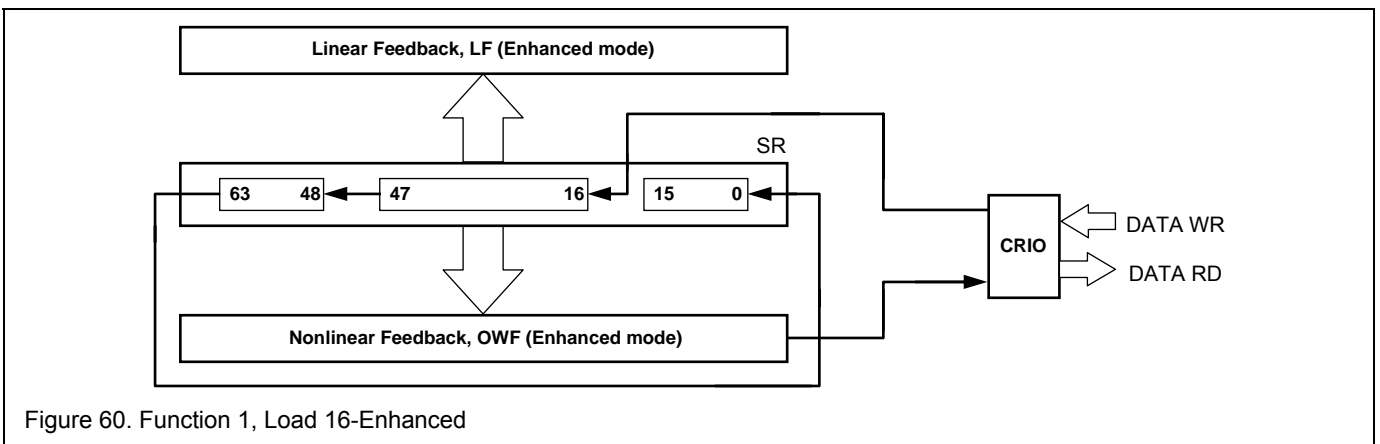 Linear Feedback, LF (Enhanced mode)
SR
63 48 47 16 15 0
CRIO
DATA WR
DATA RD
Nonlinear Feedback, OWF (Enhanced mode)
Figure 60. Function 1, Load 16-Enhanced